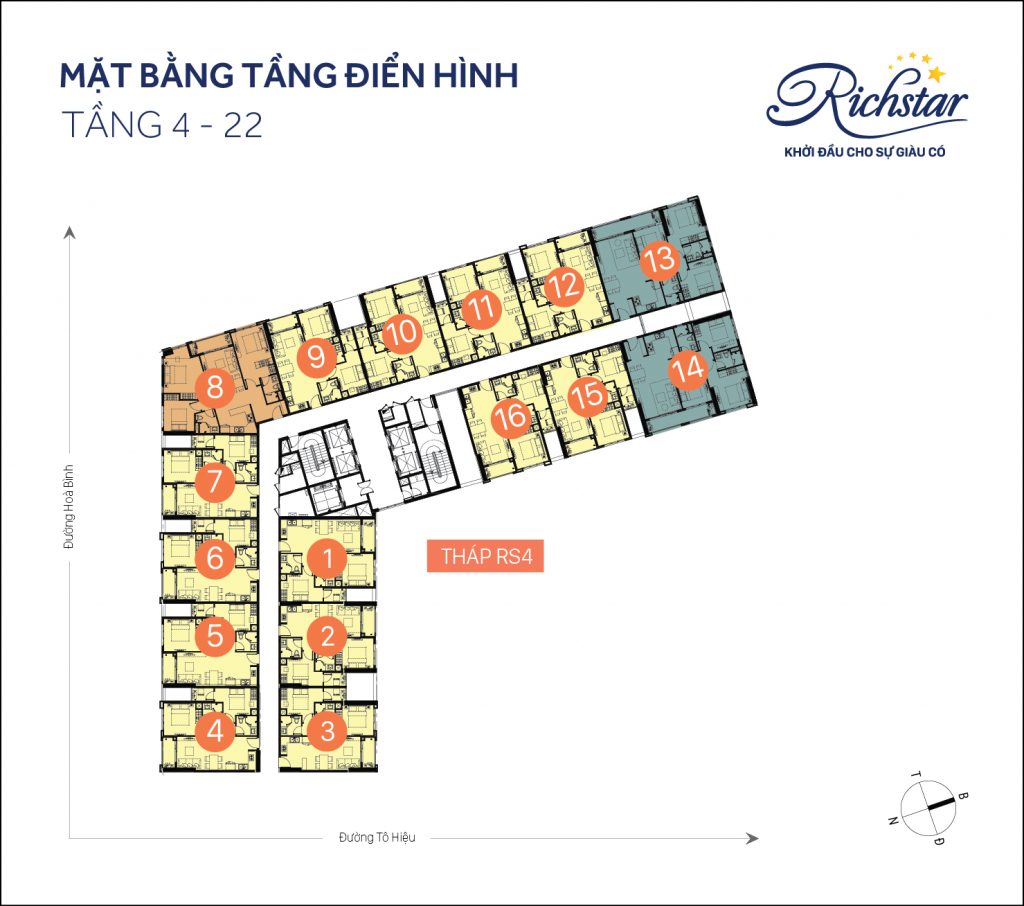 MẶT BẰNG TẦNG ĐIỂN HÌNH
TẦNG 4 - 22
Richstar
KHỞI ĐẦU CHO SỰ GIÀU CÓ
13
12
11
10
9
8
14
15
16
7
6
5
4
1
2
3
THÁP RS4
Đường Hoà Bình
Đường Tô Hiệu
T
B
N
Đ